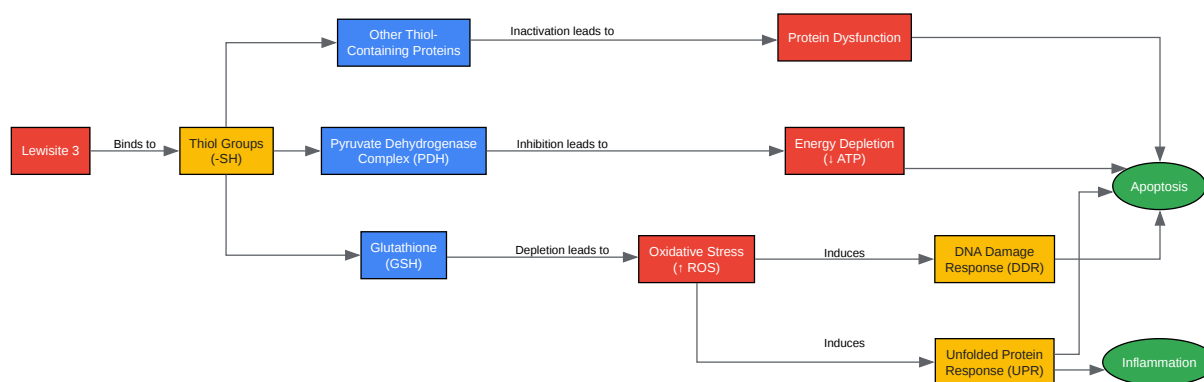 Other Thiol-
Containing Proteins
Inactivation leads to
Protein Dysfunction
Lewisite 3
Binds to
Thiol Groups
(-SH)
Pyruvate Dehydrogenase
Complex (PDH)
Inhibition leads to
Energy Depletion
(↓ ATP)
Apoptosis
Glutathione
(GSH)
Depletion leads to
Oxidative Stress
(↑ ROS)
Induces
DNA Damage
Response (DDR)
Induces
Unfolded Protein
Response (UPR)
Inflammation